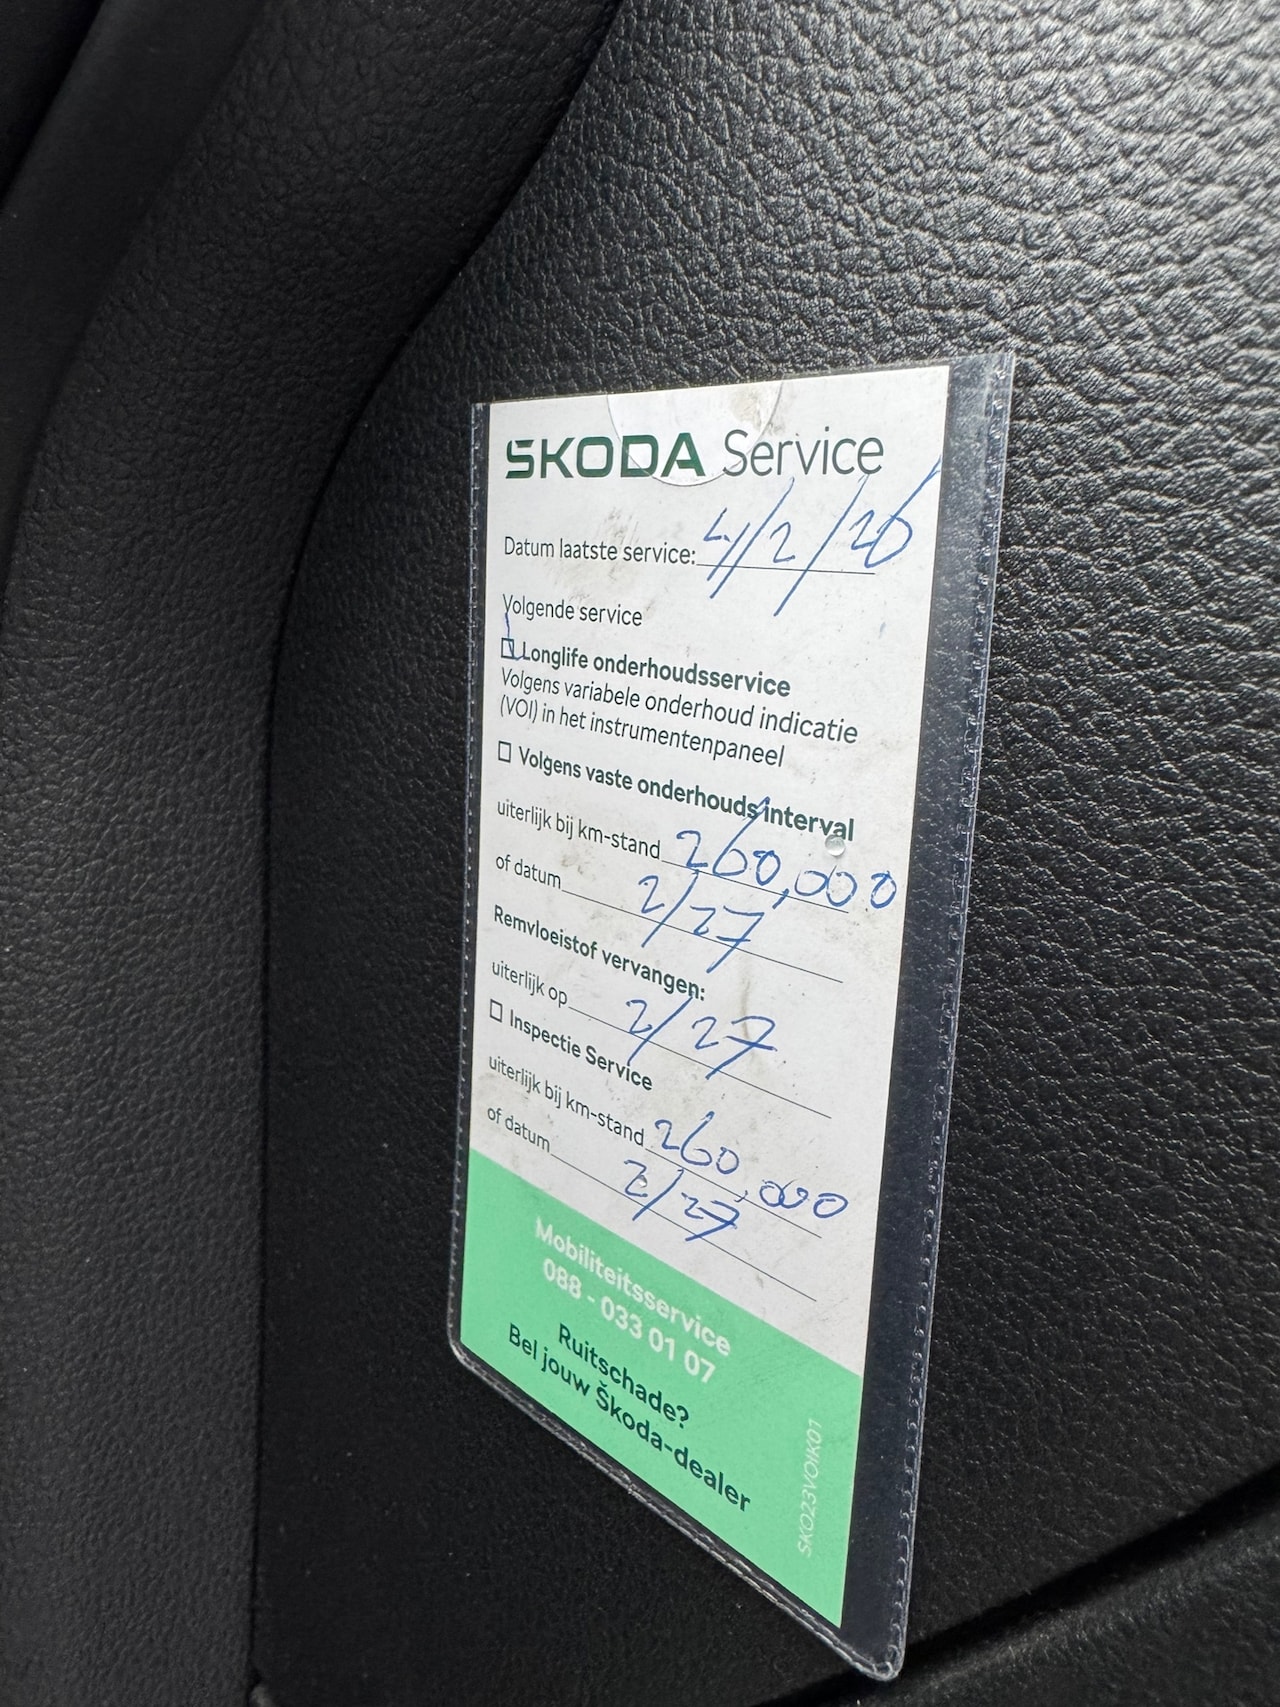 ŠKODA Service
Datum laatste service: 4/2/26
Volgende service
Longlife onderhoudsservice
Volgens variabele onderhoud indicatie
(VOI) in het instrumentenpaneel
Volgens vaste onderhouds interval
uiterlijk bij km-stand 260,000
of datum 2/27
Remvloeistof vervangen:
uiterlijk op 2/27
Inspectie Service
uiterlijk bij km-stand 260,000
of datum 2/27
Mobiliteitsservice
088 - 033 01 07
Ruitschade?
Bel jouw Škoda-dealer
SKO23VOIK01